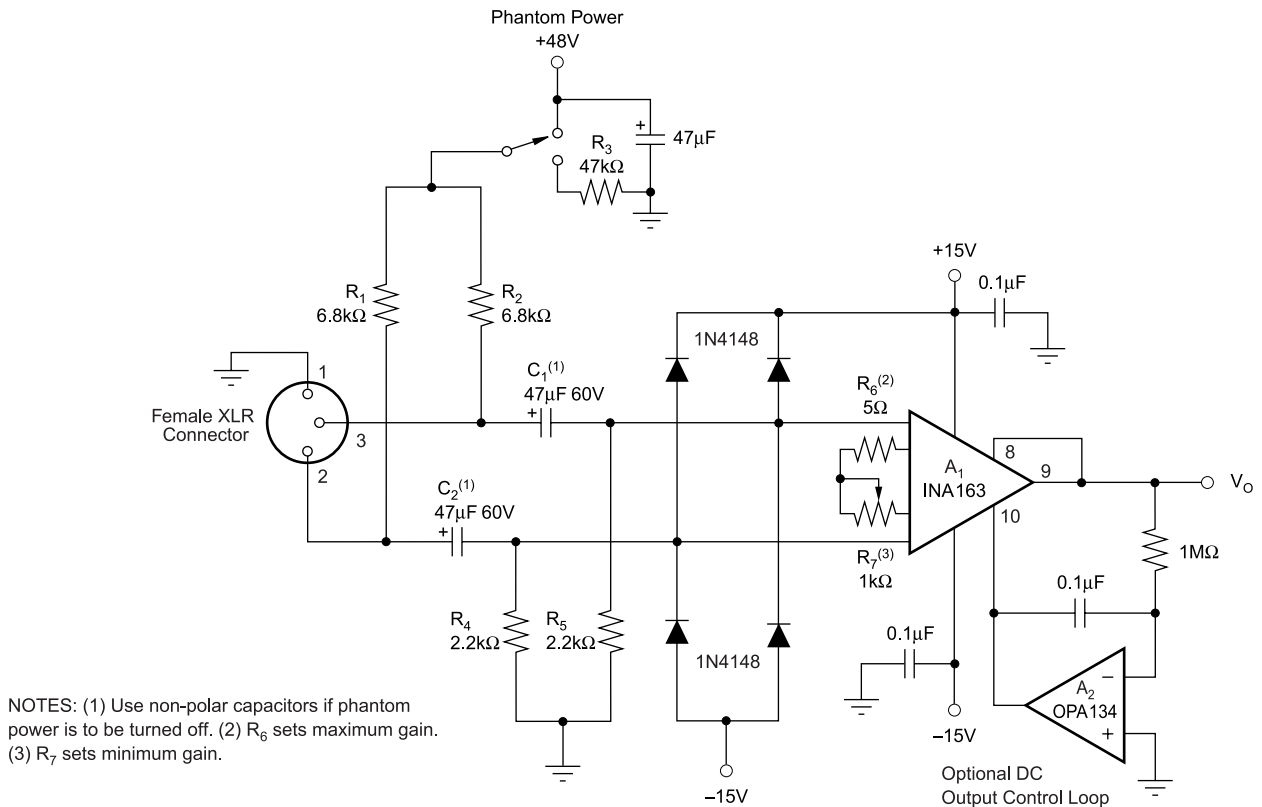 Phantom Power
+48V
+
47µF
R3
47kΩ
R1
6.8kΩ
R2
6.8kΩ
+15V
0.1µF
1N4148
1
Female XLR
Connector
3
2
C1(1)
47µF 60V
+
C2(1)
47µF 60V
+
R6(2)
5Ω
A1
INA163
8
9
10
VO
R7(3)
1kΩ
1MΩ
0.1µF
R4
2.2kΩ
R5
2.2kΩ
1N4148
0.1µF
–
A2
OPA134
+
–15V
–15V
Optional DC
Output Control Loop
NOTES: (1) Use non-polar capacitors if phantom
power is to be turned off. (2) R6 sets maximum gain.
(3) R7 sets minimum gain.